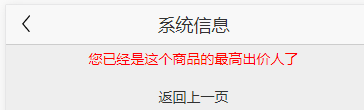 系统信息
您已经是这个商品的最高出价人了
返回上一页